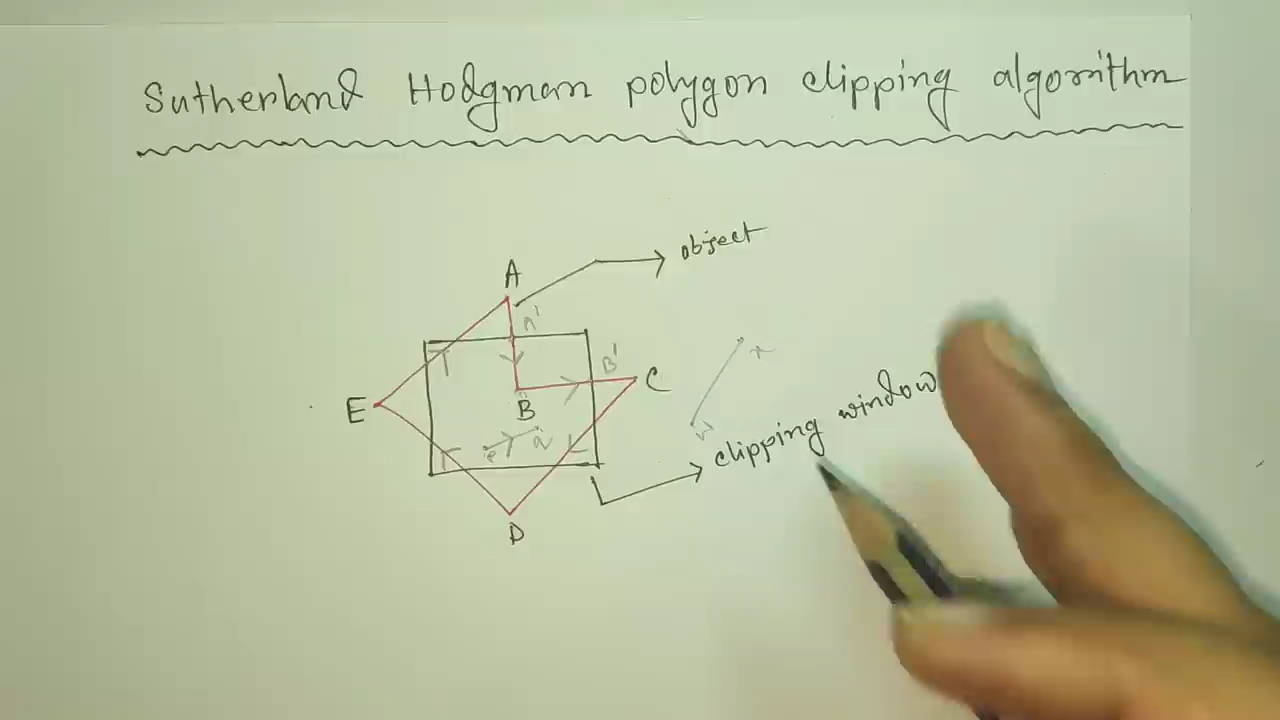 Sutherland Hodgman polygon clipping algorithm
object
A
A'
B'
C
E
B
clipping window
D